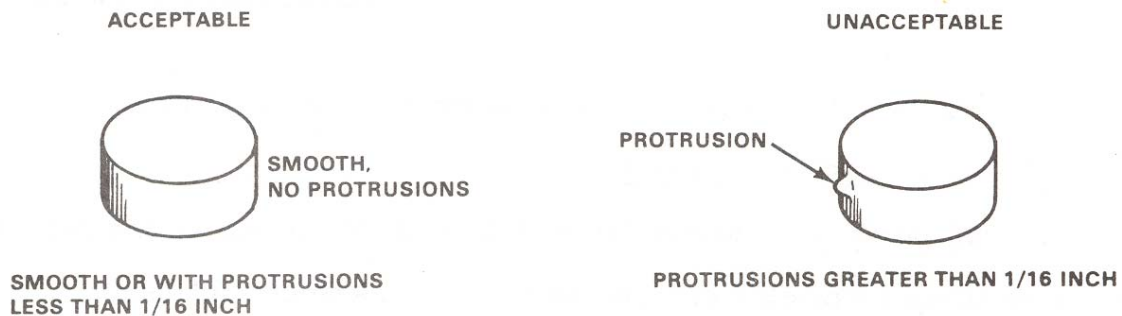 ACCEPTABLE
SMOOTH,
NO PROTRUSIONS
SMOOTH OR WITH PROTRUSIONS
LESS THAN 1/16 INCH
UNACCEPTABLE
PROTRUSION
PROTRUSIONS GREATER THAN 1/16 INCH